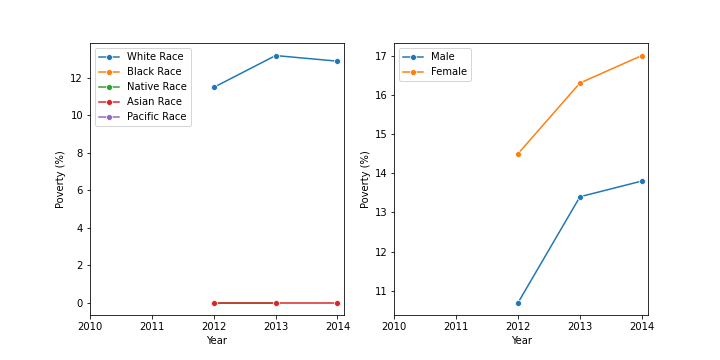 White Race
Black Race
Native Race
Asian Race
Pacific Race
12
10
8
6
4
2
0
Poverty (%)
2010 2011 2012 2013 2014
Year
Male
Female
17
16
15
14
13
12
11
Poverty (%)
2010 2011 2012 2013 2014
Year